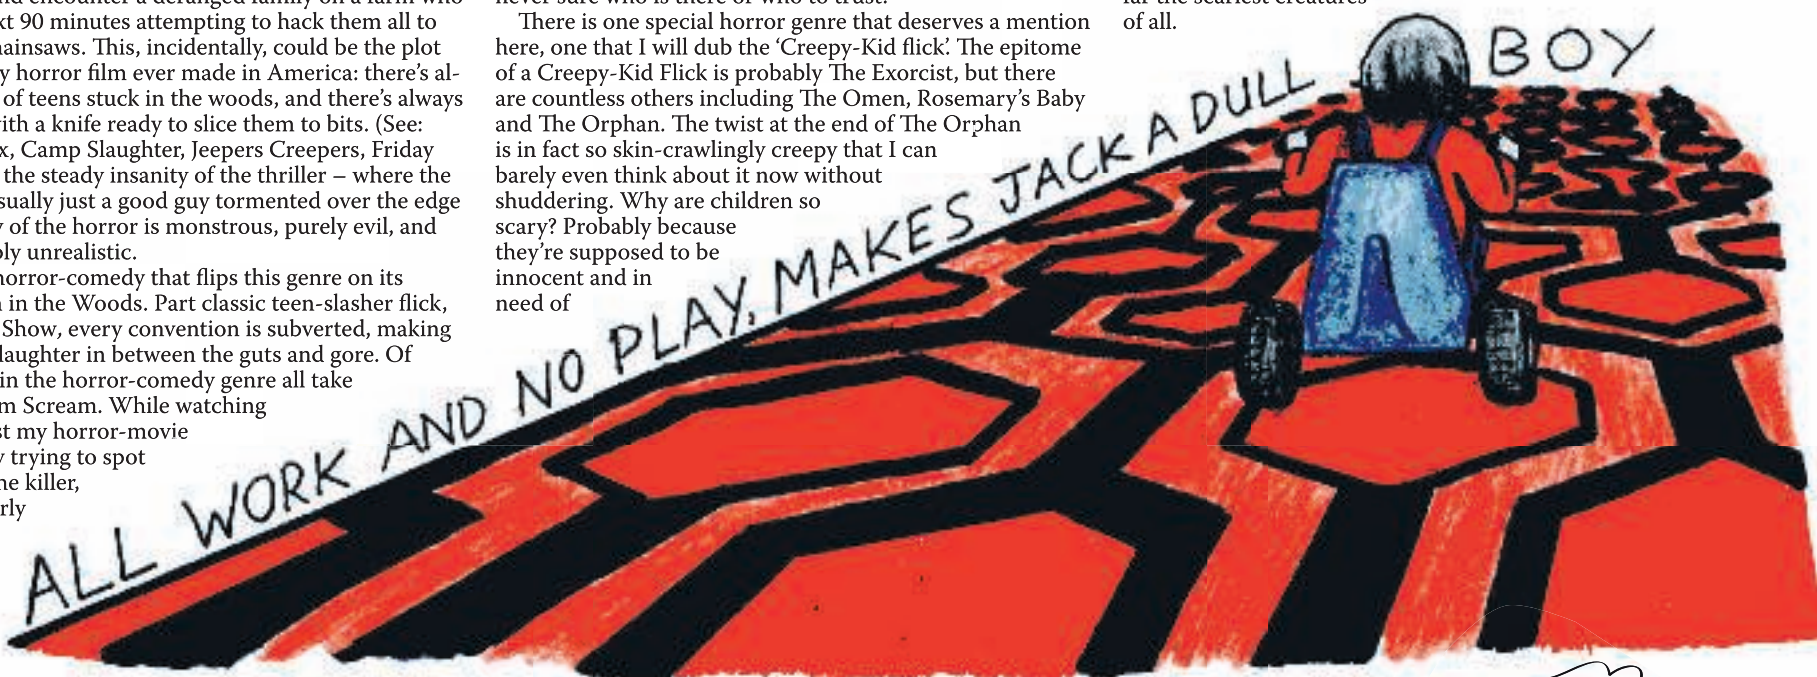 xt 90 minutes attempting to hack them all to
hainsaws. This, incidentally, could be the plot
y horror film ever made in America: there's al-
of teens stuck in the woods, and there's always
with a knife ready to slice them to bits. (See:
x, Camp Slaughter, Jeepers Creepers, Friday
the steady insanity of the thriller – where the
sually just a good guy tormented over the edge
y of the horror is monstrous, purely evil, and
bly unrealistic.
horror-comedy that flips this genre on its
n in the Woods. Part classic teen-slasher flick,
Show, every convention is subverted, making
laughter in between the guts and gore. Of
in the horror-comedy genre all take
m Scream. While watching
st my horror-movie
y trying to spot
he killer,
rly
There is one special horror genre that deserves a mention
here, one that I will dub the 'Creepy-Kid flick'. The epitome
of a Creepy-Kid Flick is probably The Exorcist, but there
are countless others including The Omen, Rosemary's Baby
and The Orphan. The twist at the end of The Orphan
is in fact so skin-crawlingly creepy that I can
barely even think about it now without
shuddering. Why are children so
scary? Probably because
they're supposed to be
innocent and in
need of
of all.
ALL WORK AND NO PLAY, MAKES JACK A DULL BOY